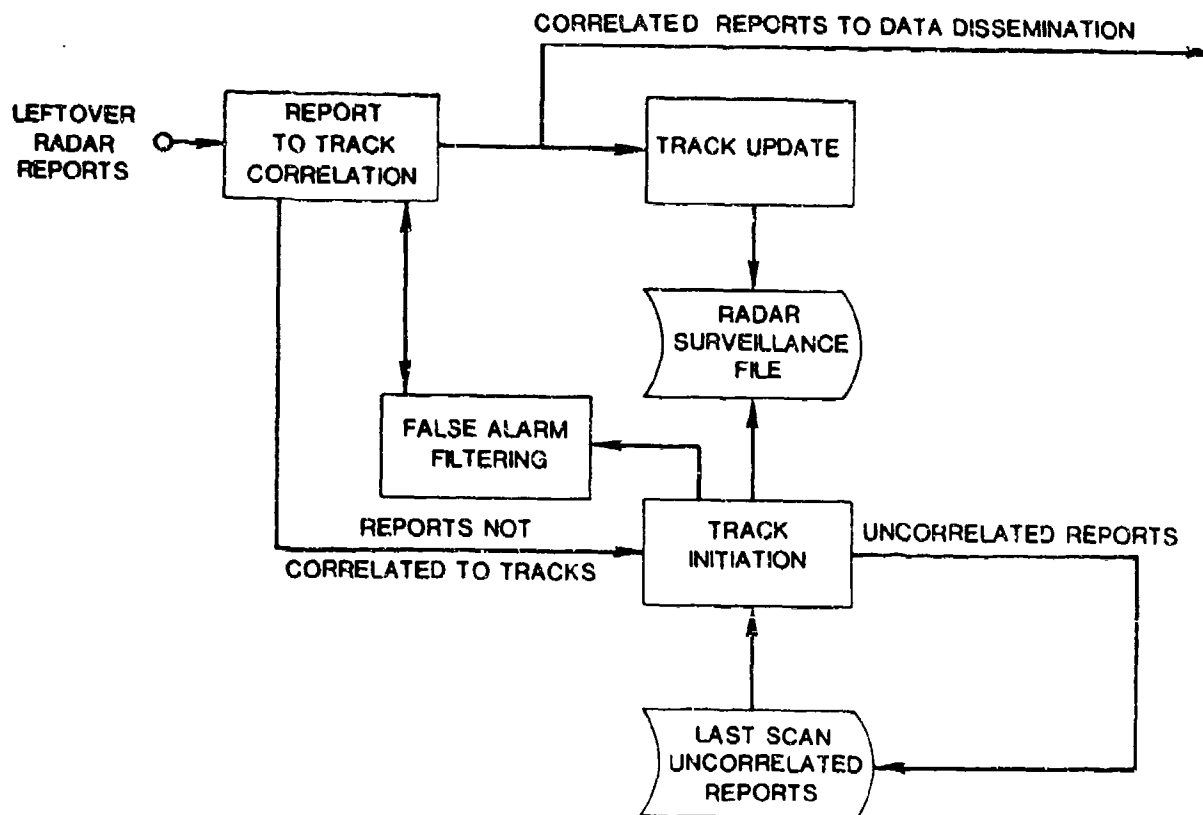 CORRELATED REPORTS TO DATA DISSEMINATION
LEFTOVER
RADAR
REPORTS
REPORT
TO TRACK
CORRELATION
TRACK UPDATE
RADAR
SURVEILLANCE
FILE
FALSE ALARM
FILTERING
REPORTS NOT
CORRELATED TO TRACKS
TRACK
INITIATION
UNCORRELATED REPORTS
LAST SCAN
UNCORRELATED
REPORTS